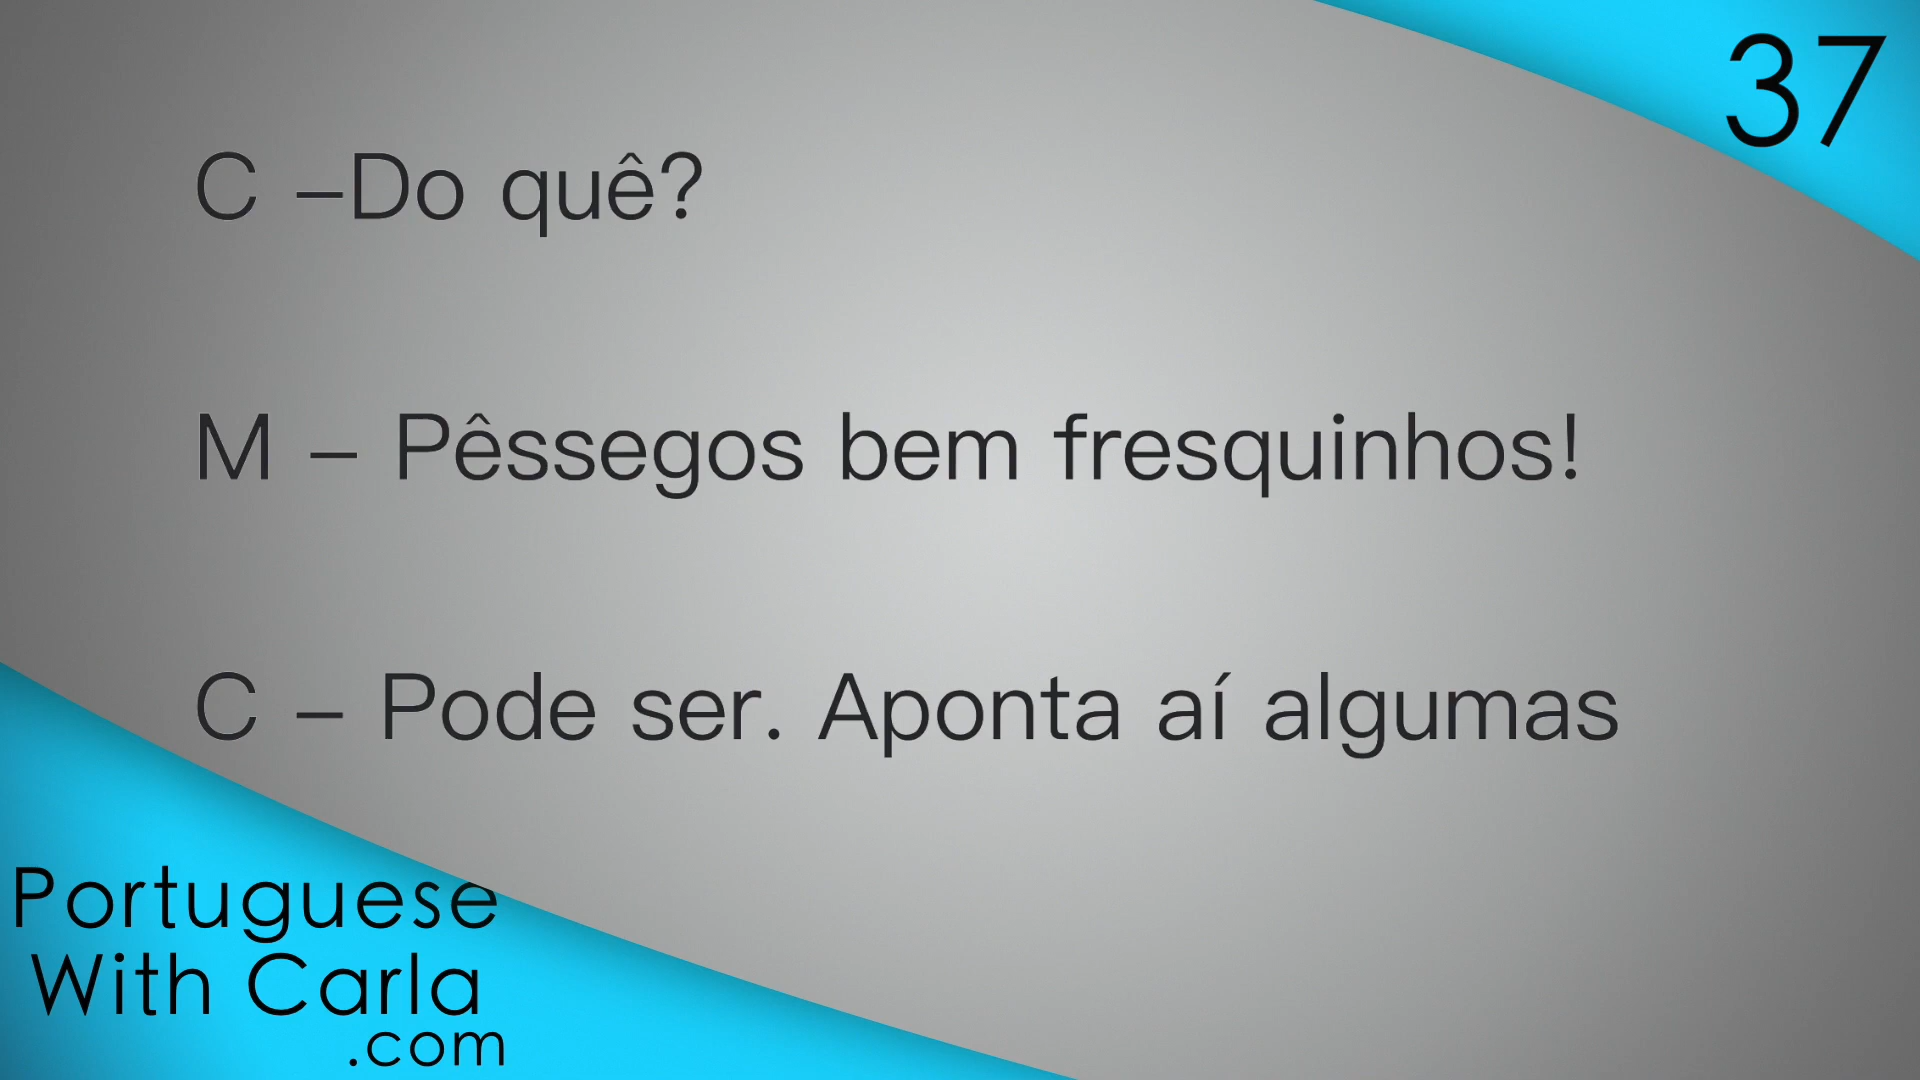 37
C –Do quê?
M – Pêssegos bem fresquinhos!
C – Pode ser. Aponta aí algumas
Portuguese
With Carla
.com